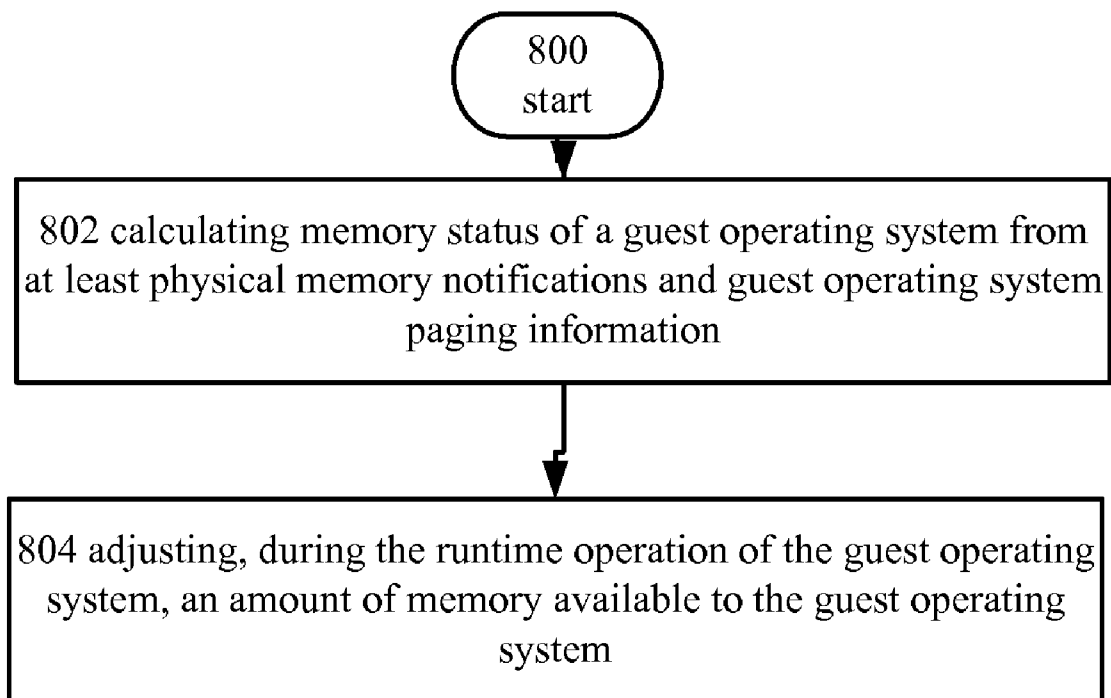 800
start
802 calculating memory status of a guest operating system from
at least physical memory notifications and guest operating system
paging information
804 adjusting, during the runtime operation of the guest operating
system, an amount of memory available to the guest operating
system